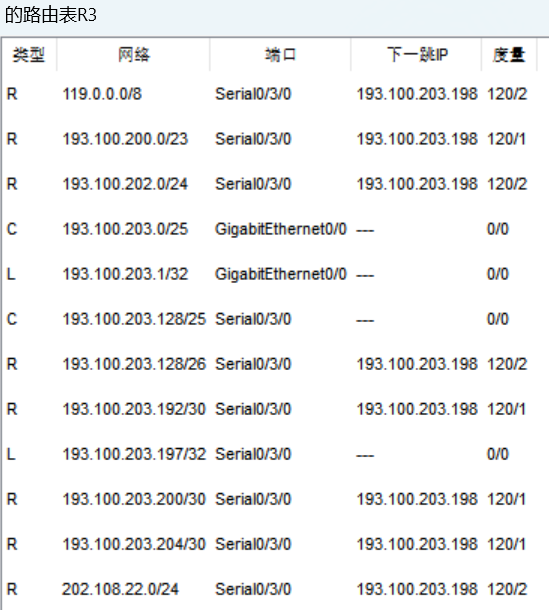 的路由表R3
类型 网络 端口 下一跳IP 度量
R 119.0.0.0/8 Serial0/3/0 193.100.203.198 120/2
R 193.100.200.0/23 Serial0/3/0 193.100.203.198 120/1
R 193.100.202.0/24 Serial0/3/0 193.100.203.198 120/2
C 193.100.203.0/25 GigabitEthernet0/0 --- 0/0
L 193.100.203.1/32 GigabitEthernet0/0 --- 0/0
C 193.100.203.128/25 Serial0/3/0 --- 0/0
R 193.100.203.128/26 Serial0/3/0 193.100.203.198 120/2
R 193.100.203.192/30 Serial0/3/0 193.100.203.198 120/1
L 193.100.203.197/32 Serial0/3/0 --- 0/0
R 193.100.203.200/30 Serial0/3/0 193.100.203.198 120/1
R 193.100.203.204/30 Serial0/3/0 193.100.203.198 120/1
R 202.108.22.0/24 Serial0/3/0 193.100.203.198 120/2